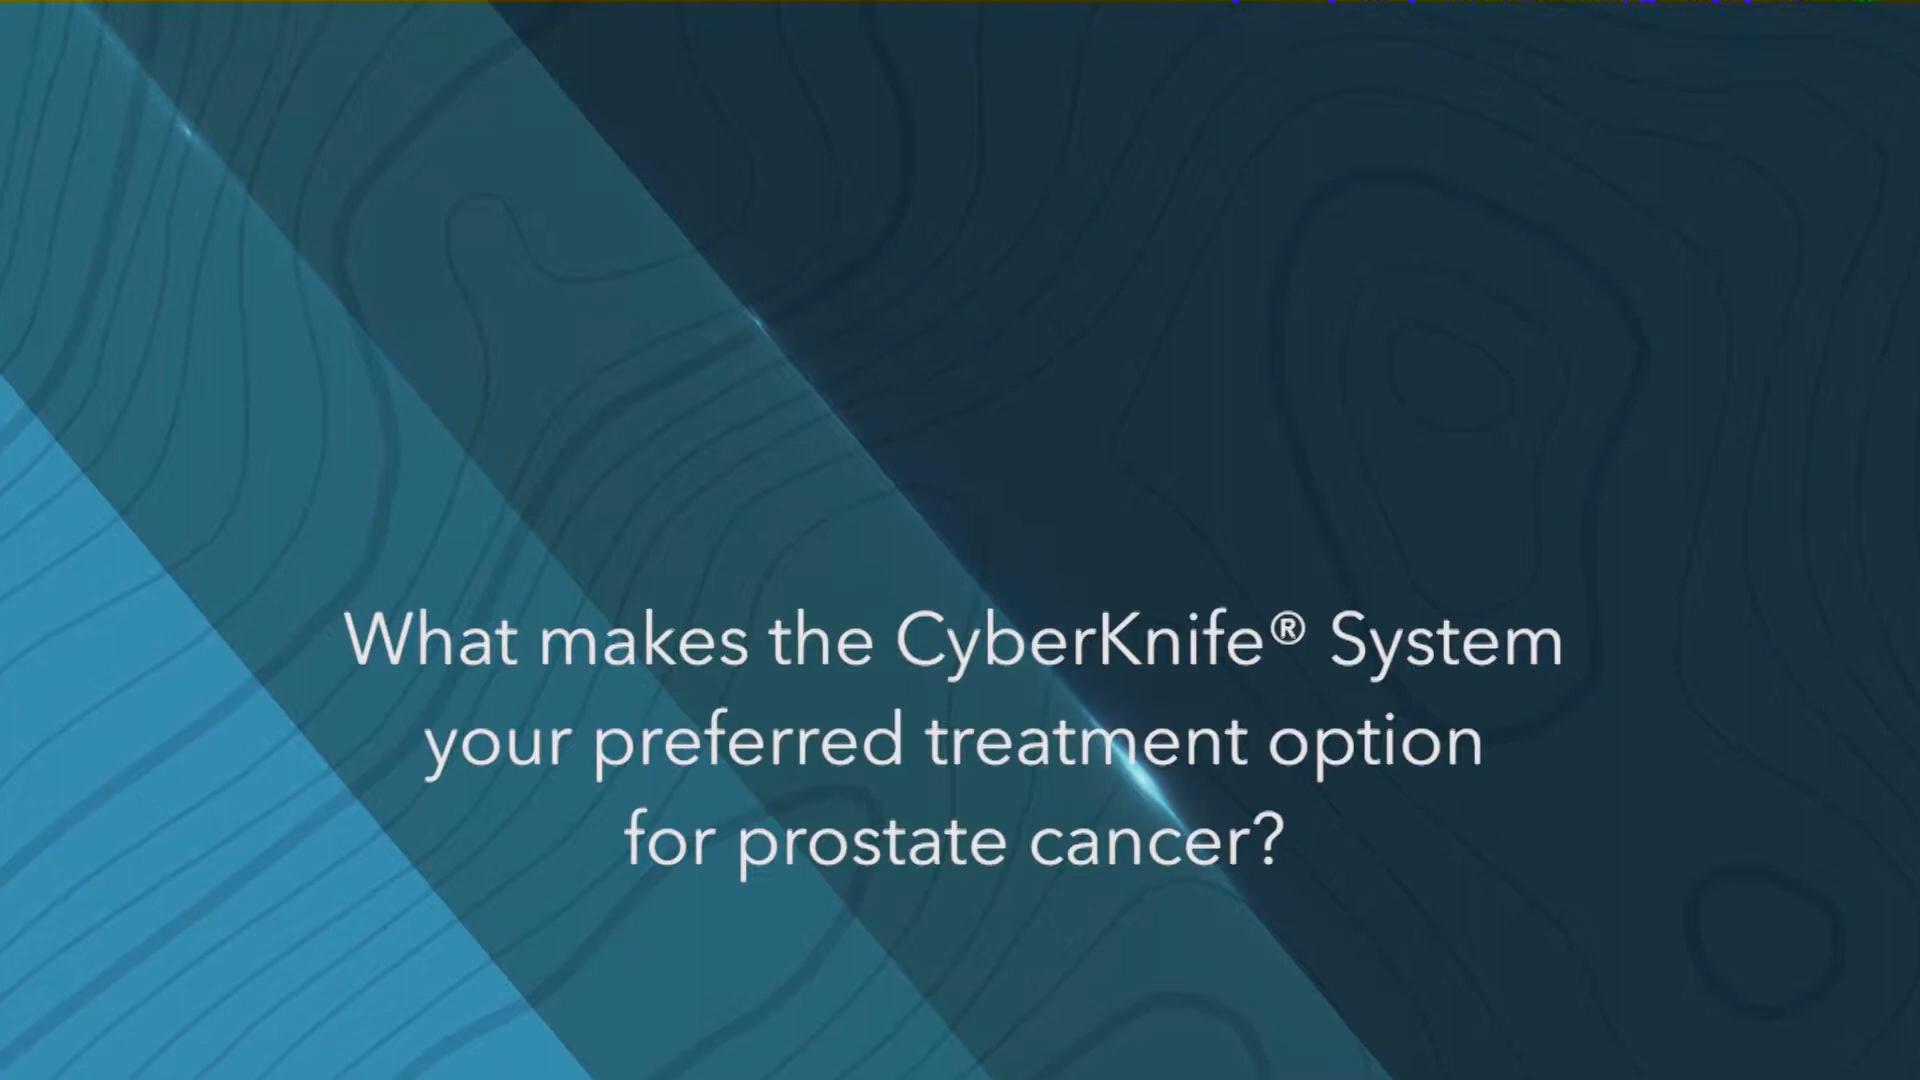 What makes the CyberKnife® System
your preferred treatment option
for prostate cancer?